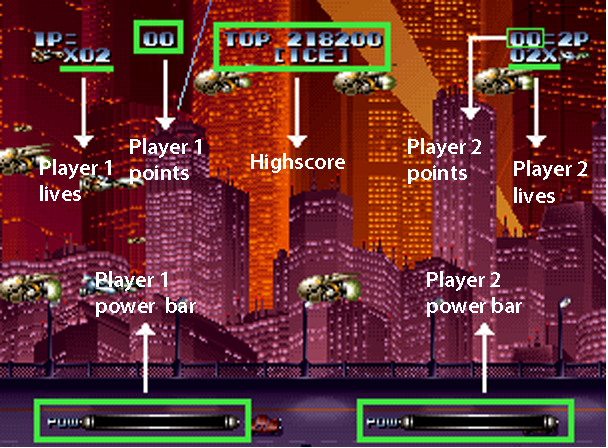 1P= 00 TOP 218200 00=2P
X02 [ICE] 02X
Player 1
lives
Player 1
points
Highscore
Player 2
points
Player 2
lives
Player 1
power bar
Player 2
power bar
POW POW